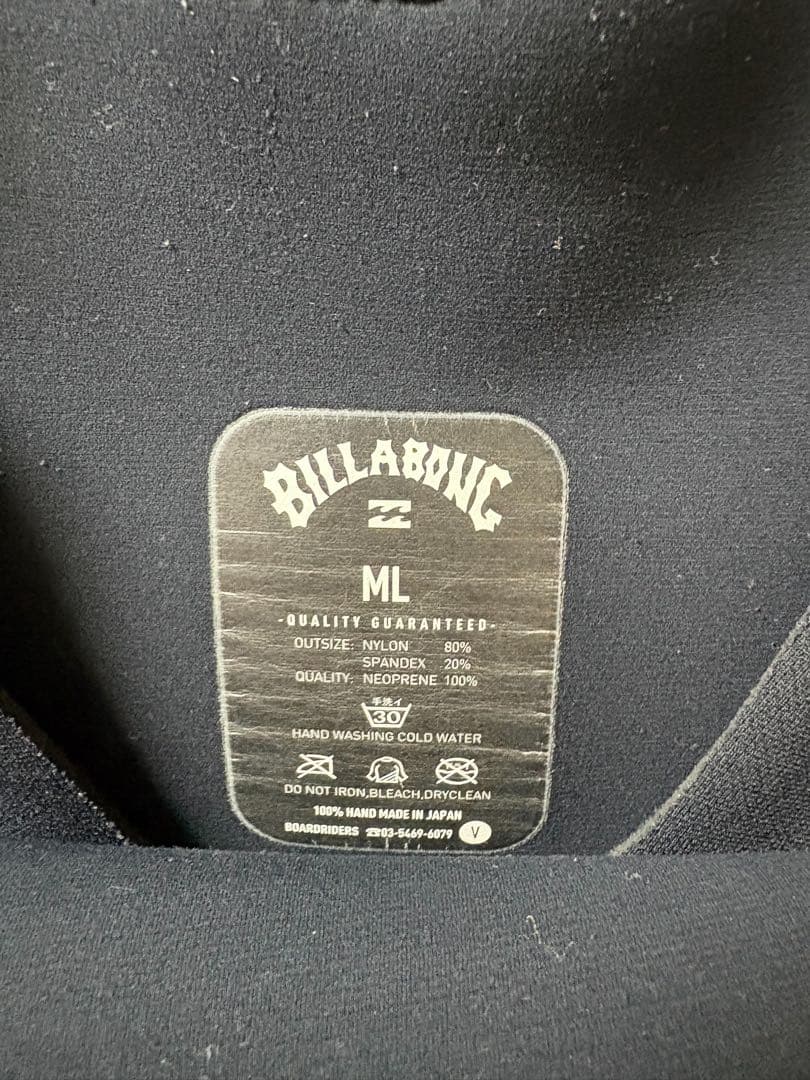 BILLABONG
ML
-QUALITY GUARANTEED-
OUTSIZE: NYLON 80%
SPANDEX 20%
QUALITY: NEOPRENE 100%
手洗イ
30
HAND WASHING COLD WATER
DO NOT IRON,BLEACH,DRYCLEAN
100% HAND MADE IN JAPAN
BOARDRIDERS ☎03-5469-6079 V